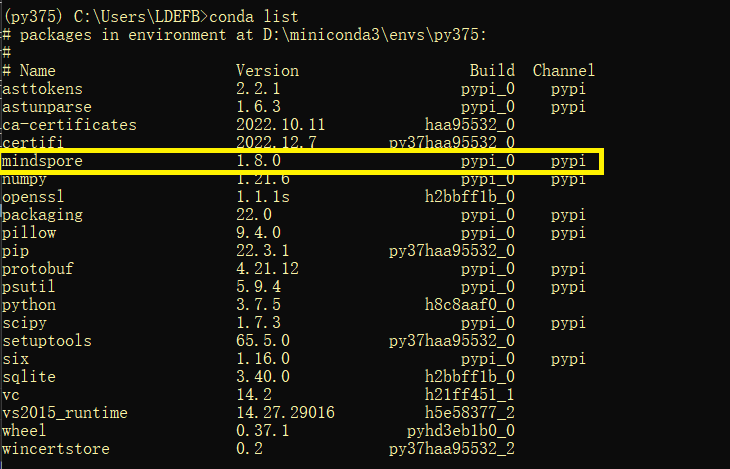 (py375) C:\Users\LDEFB>conda list
# packages in environment at D:\miniconda3\envs\py375:
#
# Name Version Build Channel
asttokens 2.2.1 pypi_0 pypi
astunparse 1.6.3 pypi_0 pypi
ca-certificates 2022.10.11 haa95532_0
certifi 2022.12.7 py37haa95532_0
mindspore 1.8.0 pypi_0 pypi
numpy 1.21.6 pypi_0 pypi
openssl 1.1.1s h2bbff1b_0
packaging 22.0 pypi_0 pypi
pillow 9.4.0 pypi_0 pypi
pip 22.3.1 py37haa95532_0
protobuf 4.21.12 pypi_0 pypi
psutil 5.9.4 pypi_0 pypi
python 3.7.5 h8c8aaf0_0
scipy 1.7.3 pypi_0 pypi
setuptools 65.5.0 py37haa95532_0
six 1.16.0 pypi_0 pypi
sqlite 3.40.0 h2bbff1b_0
vc 14.2 h21ff451_1
vs2015_runtime 14.27.29016 h5e58377_2
wheel 0.37.1 pyhd3eb1b0_0
wincertstore 0.2 py37haa95532_2